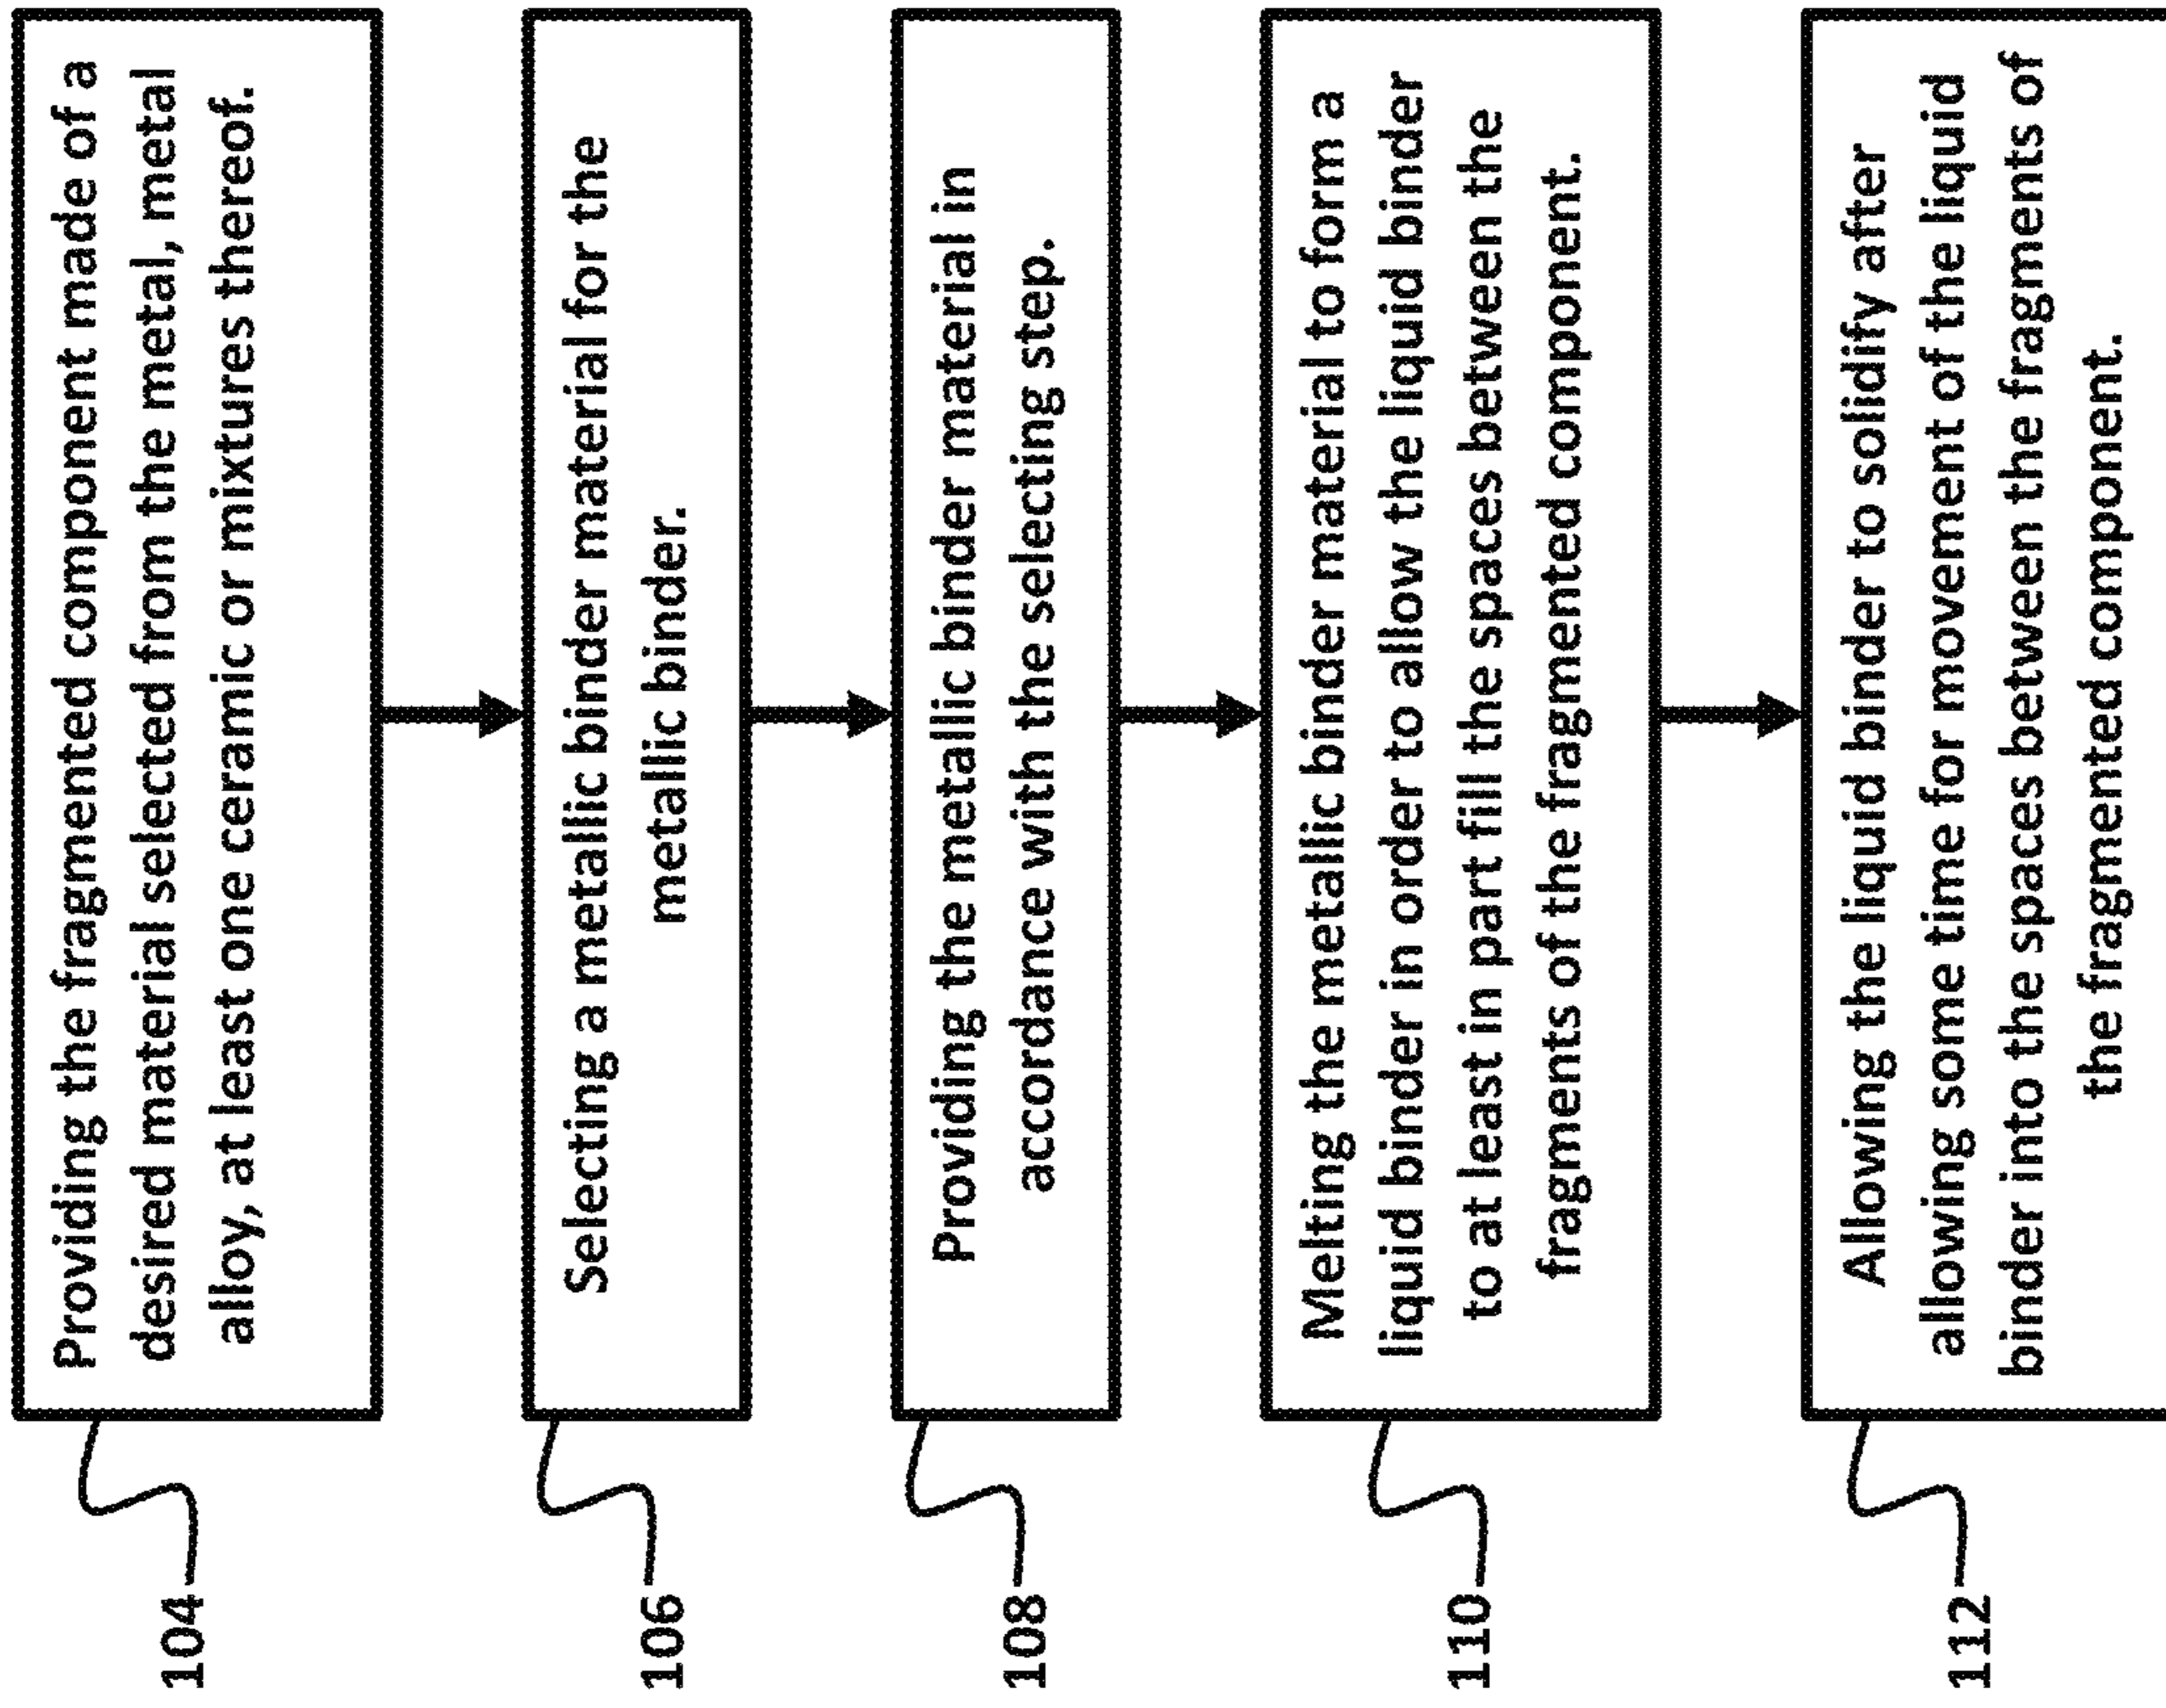 Providing the fragmented component made of a
desired material selected from the metal, metal
alloy, at least one ceramic or mixtures thereof.
104
Selecting a metallic binder material for the
metallic binder.
106
Providing the metallic binder material in
accordance with the selecting step.
108
Melting the metallic binder material to form a
liquid binder in order to allow the liquid binder
to at least in part fill the spaces between the
fragments of the fragmented component.
110
Allowing the liquid binder to solidify after
allowing some time for movement of the liquid
binder into the spaces between the fragments of
the fragmented component.
112